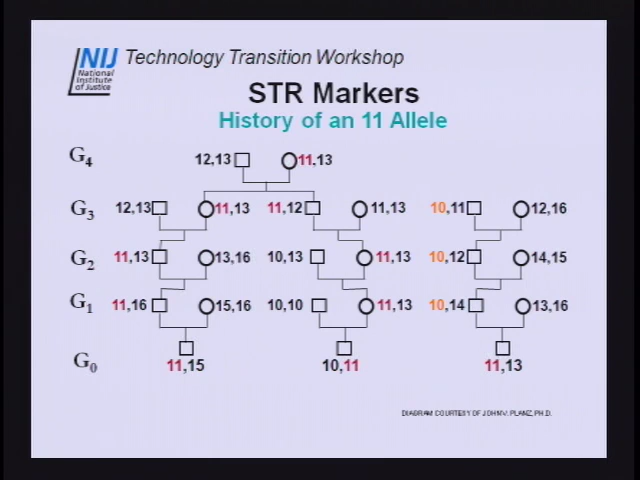 NIJ
National
Institute
of Justice
Technology Transition Workshop
STR Markers
History of an 11 Allele
G4 12,13 11,13
G3 12,13 11,13 11,12 11,13 10,11 12,16
G2 11,13 13,16 10,13 11,13 10,12 14,15
G1 11,16 15,16 10,10 11,13 10,14 13,16
G0 11,15 10,11 11,13
DIAGRAM COURTESY OF JOHN V. PLANZ, PH.D.